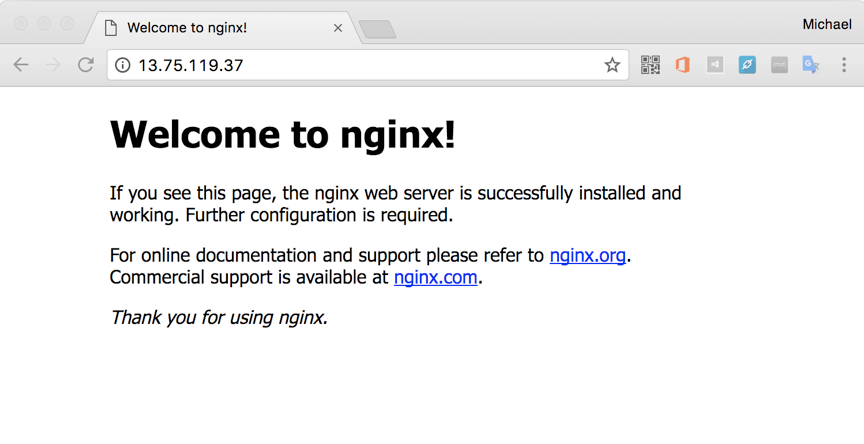 Welcome to nginx!
Michael
13.75.119.37
Welcome to nginx!
If you see this page, the nginx web server is successfully installed and
working. Further configuration is required.
For online documentation and support please refer to nginx.org.
Commercial support is available at nginx.com.
Thank you for using nginx.